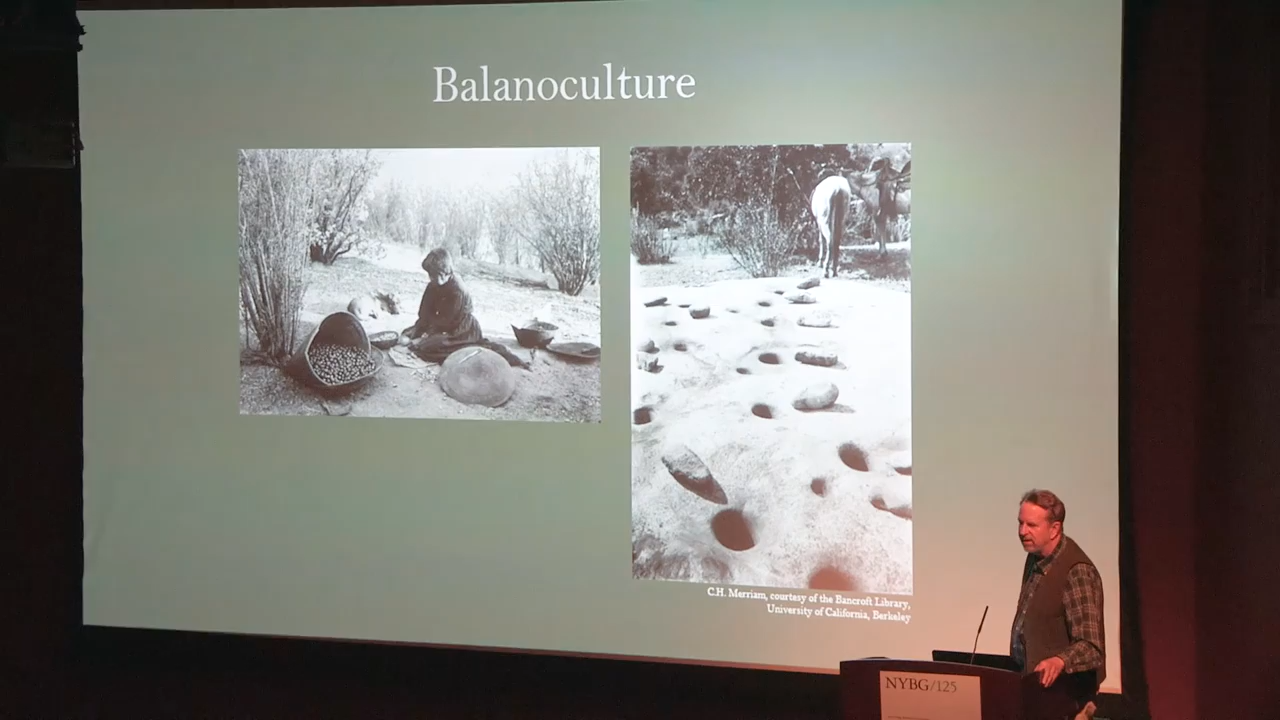 Balanoculture
C.H. Merriam, courtesy of the Bancroft Library,
University of California, Berkeley
NYBG/125